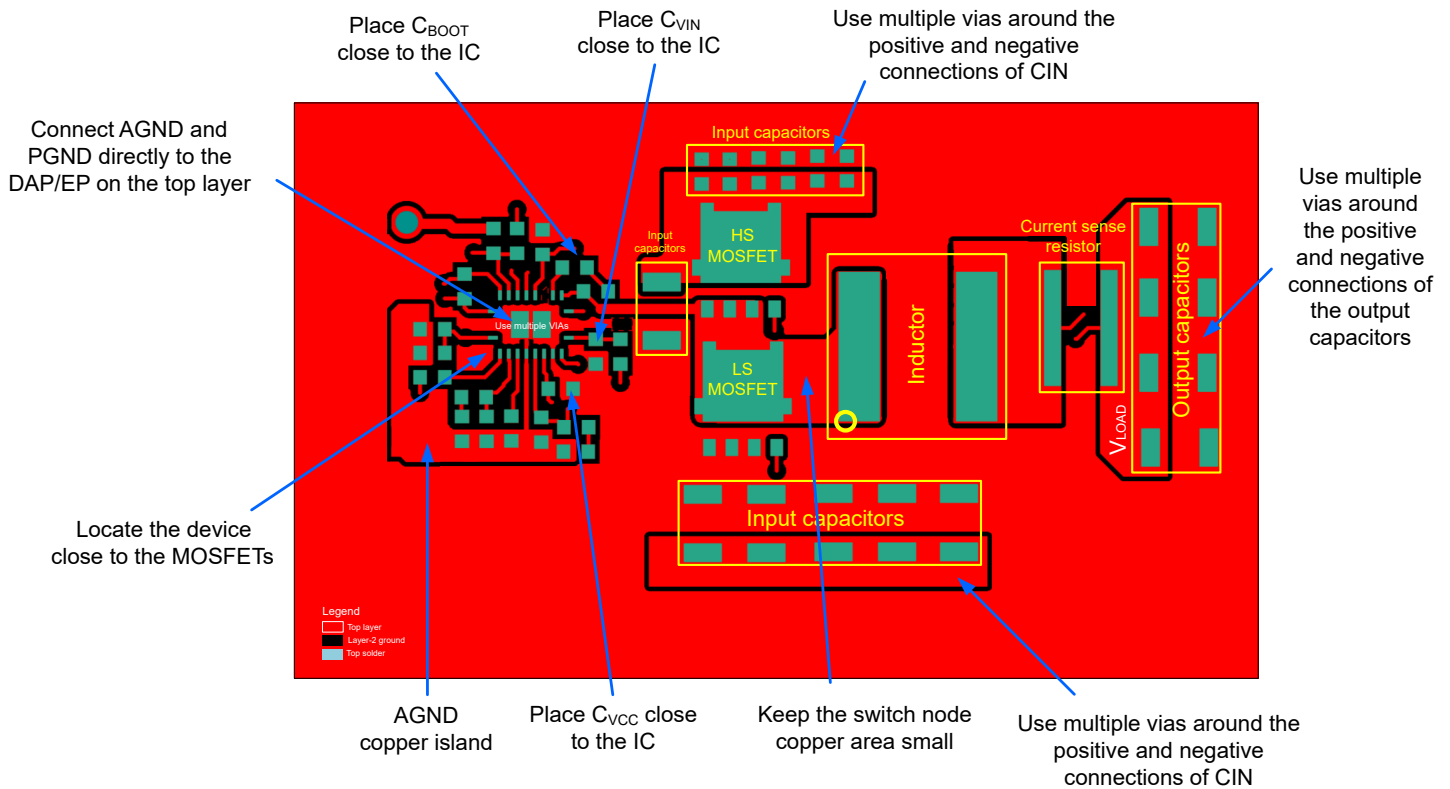 Place CBOOT
close to the IC
Place CVIN
close to the IC
Use multiple vias around the
positive and negative
connections of CIN
Connect AGND and
PGND directly to the
DAP/EP on the top layer
Input capacitors
Use multiple
vias around
the positive
and negative
connections of
the output
capacitors
Input
capacitors
HS
MOSFET
Current sense
resistor
Use multiple VIAs
LS
MOSFET
Inductor
Output capacitors
VLOAD
Input capacitors
Locate the device
close to the MOSFETs
Legend
Top layer
Layer-2 ground
Top solder
AGND
copper island
Place CVCC close
to the IC
Keep the switch node
copper area small
Use multiple vias around the
positive and negative
connections of CIN